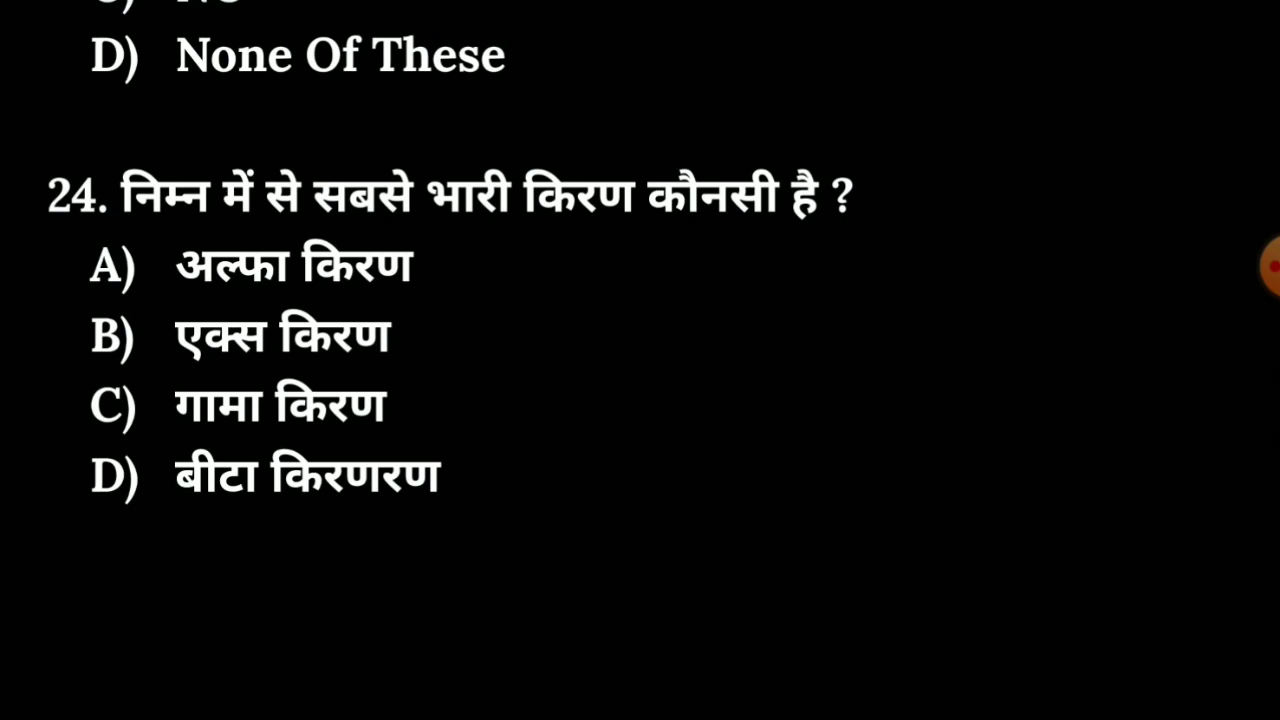 D) None Of These
24. निम्न में से सबसे भारी किरण कौनसी है ?
A) अल्फा किरण
B) एक्स किरण
C) गामा किरण
D) बीटा किरणरण